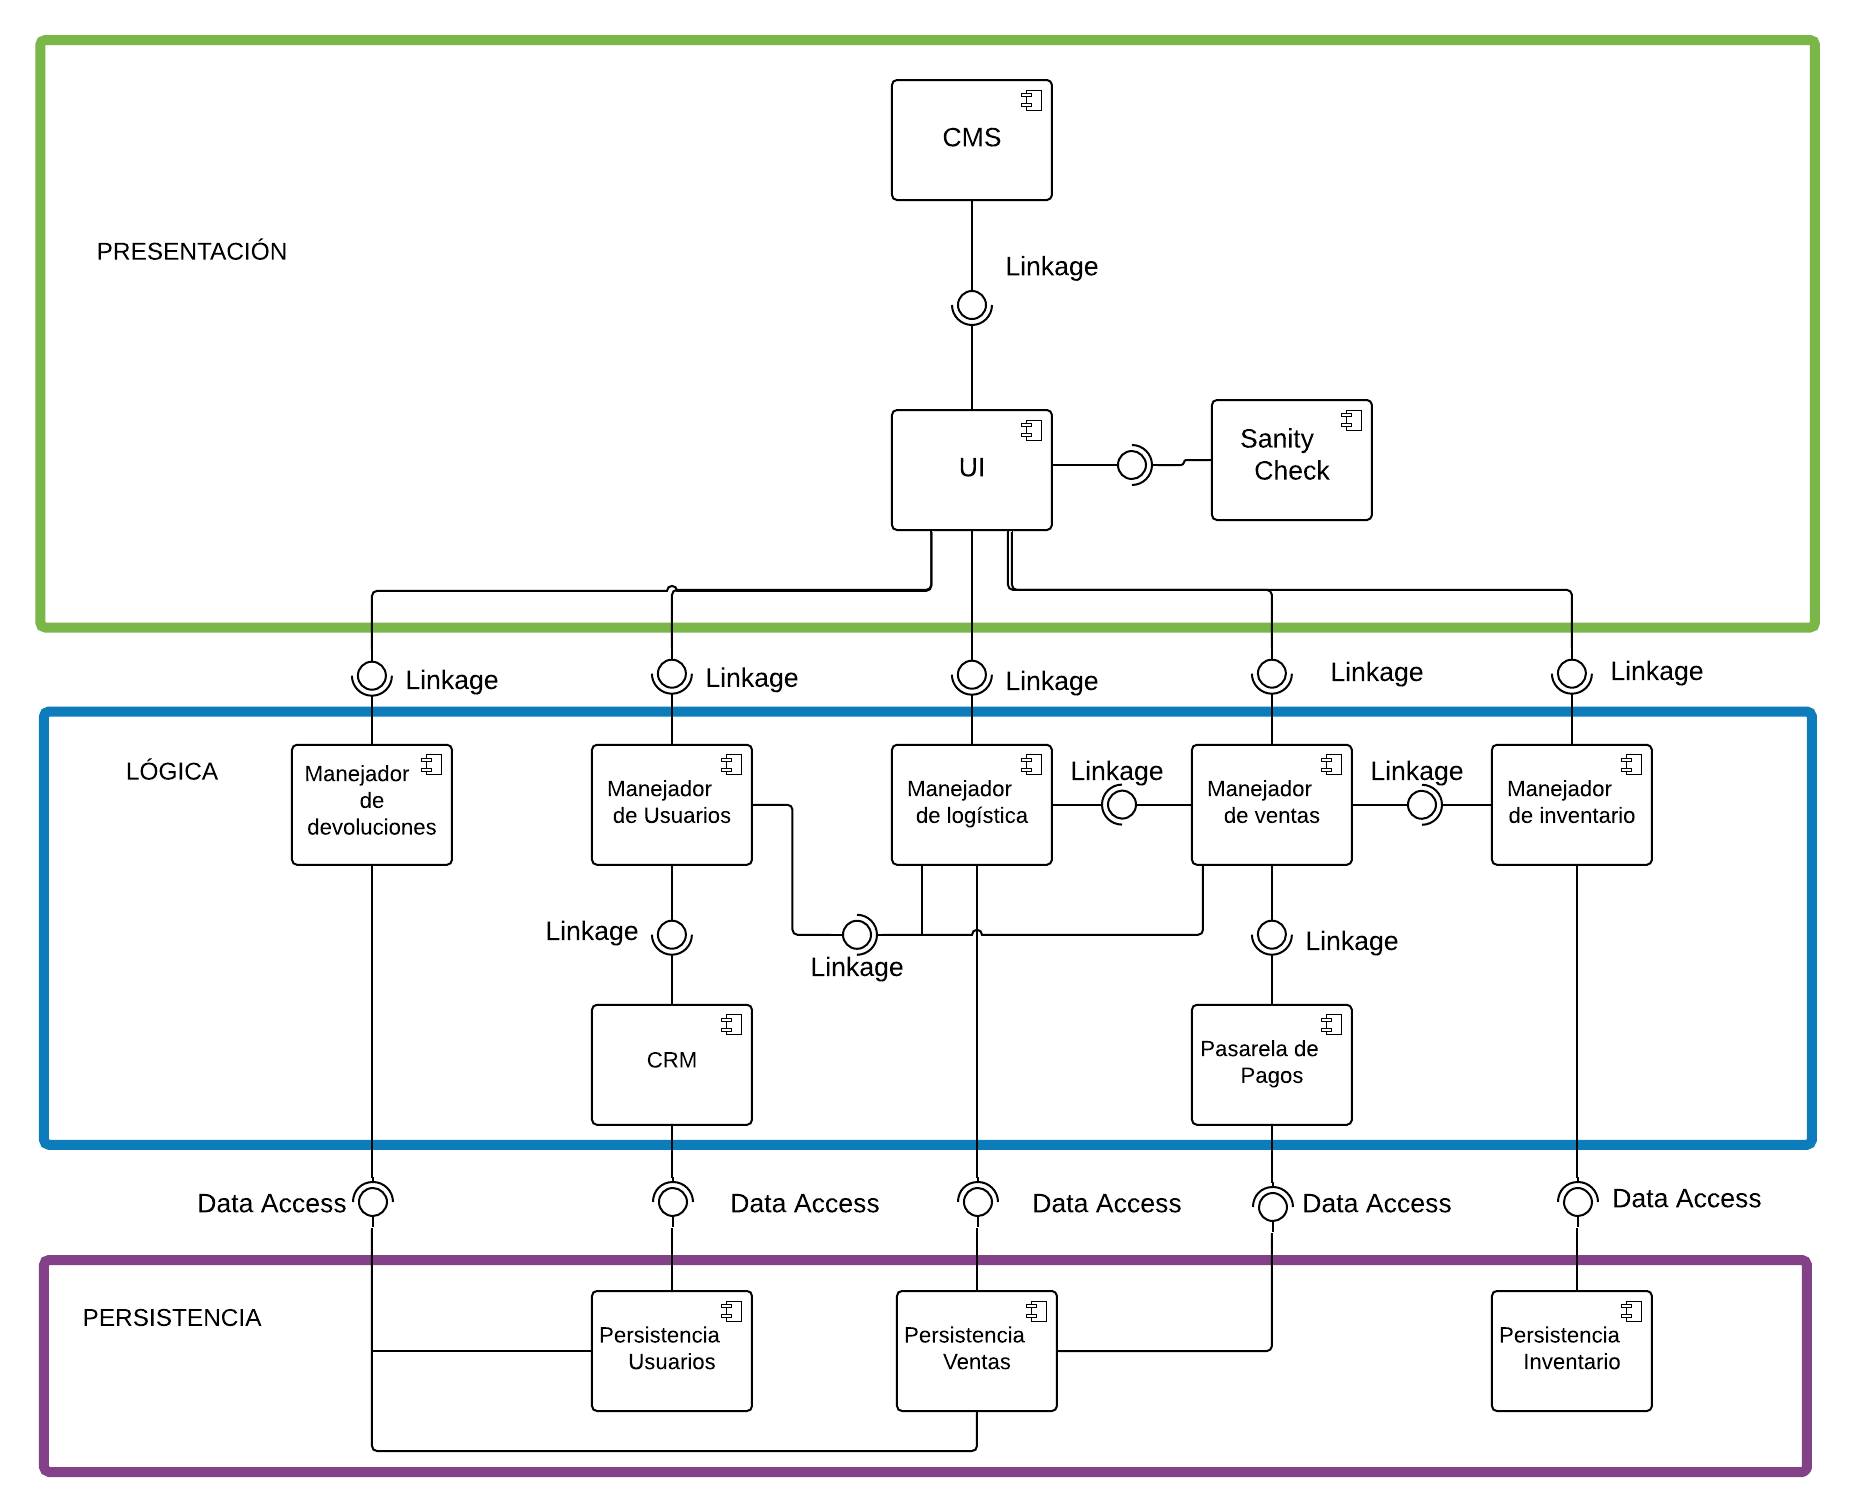 CMS
PRESENTACIÓN
Linkage
UI
Sanity
Check
Linkage
Linkage
Linkage
Linkage
Linkage
LÓGICA
Manejador
de
devoluciones
Manejador
de Usuarios
Manejador
de logística
Linkage
Manejador
de ventas
Linkage
Manejador
de inventario
Linkage
Linkage
Linkage
CRM
Pasarela de
Pagos
Data Access
Data Access
Data Access
Data Access
Data Access
PERSISTENCIA
Persistencia
Usuarios
Persistencia
Ventas
Persistencia
Inventario